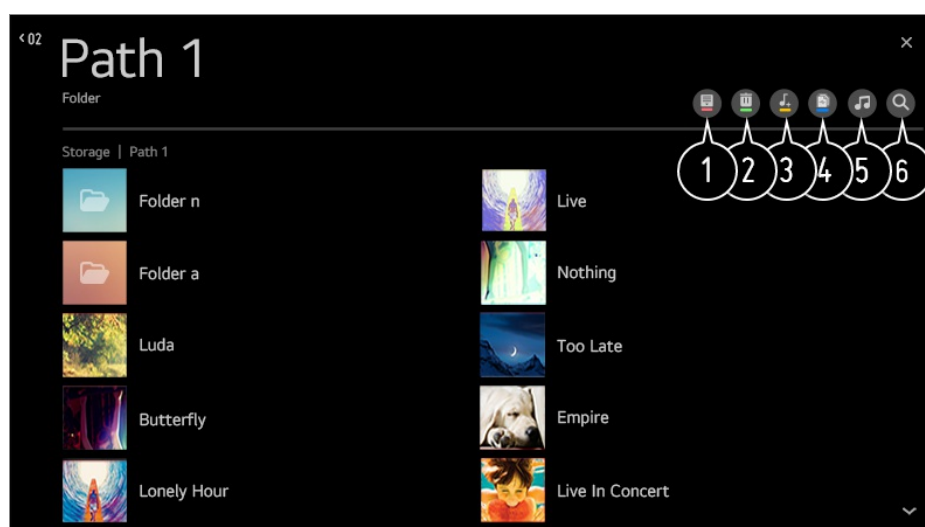 < 02
Path 1
Folder
1 2 3 4 5 6
Storage | Path 1
Folder n
Live
Folder a
Nothing
Luda
Too Late
Butterfly
Empire
Lonely Hour
Live In Concert